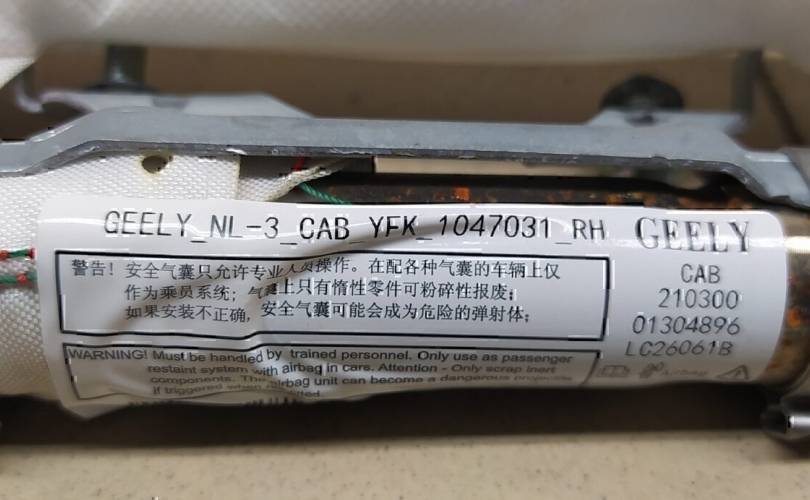 GEELY_NL-3_CAB_YFK_1047031_RH
GEELY
CAB
210300
01304896
LC26061B
Airbag
警告！安全气囊只允许专业人员操作。在配各种气囊的车辆上仅
作为乘员系统；气囊上只有惰性零件可粉碎性报废；
如果安装不正确，安全气囊可能会成为危险的弹射体；
WARNING! Must be handled by trained personnel. Only use as passenger
restraint system with airbag in cars. Attention - Only scrap inert
components. The airbag unit can become a dangerous projectile
if triggered when